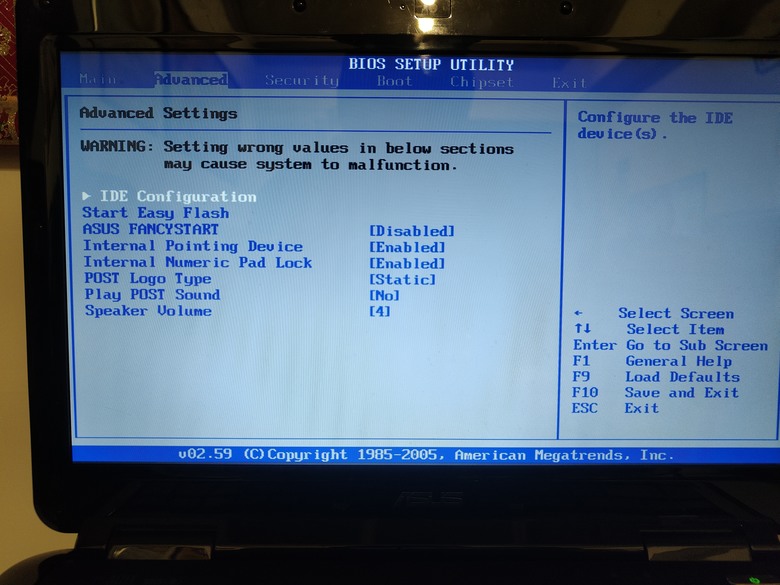 BIOS SETUP UTILITY
Main Advanced Security Boot Chipset Exit
Advanced Settings
WARNING: Setting wrong values in below sections
may cause system to malfunction.
▶ IDE Configuration
Start Easy Flash
ASUS FANCYSTART [Disabled]
Internal Pointing Device [Enabled]
Internal Numeric Pad Lock [Enabled]
POST Logo Type [Static]
Play POST Sound [No]
Speaker Volume [4]
Configure the IDE
device(s).
← Select Screen
↑↓ Select Item
Enter Go to Sub Screen
F1 General Help
F9 Load Defaults
F10 Save and Exit
ESC Exit
v02.59 (C)Copyright 1985-2005, American Megatrends, Inc.
ASUS